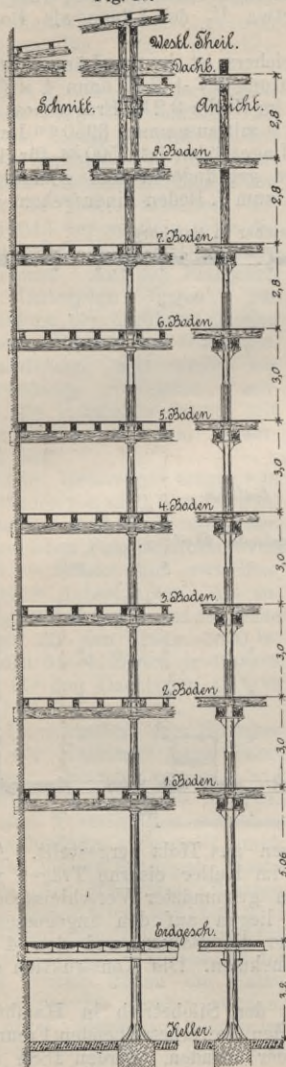 Westl. Theil.
Dachb.
Schnitt.
Ansicht.
2,8
8. Boden
2,8
7. Boden
2,8
6. Boden
3,0
5. Boden
3,0
4. Boden
3,0
3. Boden
3,0
2. Boden
3,0
1. Boden
5,06
Erdgesch.
3,2
Keller.